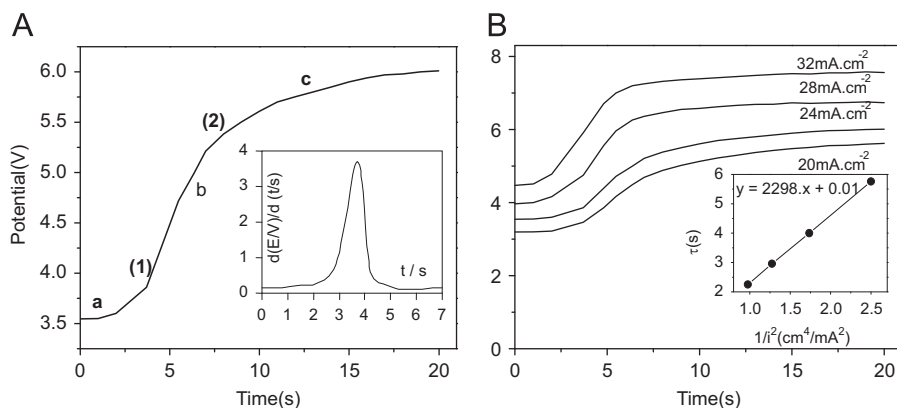 A
B
Potential(V)
6.0
5.5
5.0
4.5
4.0
3.5
a
(1)
b
(2)
c
0 5 10 15 20
Time(s)
d(E/V)/d (t/s)
4
3
2
1
0
t / s
0 1 2 3 4 5 6 7
8
6
4
2
0
32mA.cm-2
28mA.cm-2
24mA.cm-2
20mA.cm-2
0 5 10 15 20
Time(s)
y = 2298.x + 0.01
τ(s)
6
5
4
3
2
1.0 1.5 2.0 2.5
1/i2(cm4/mA2)